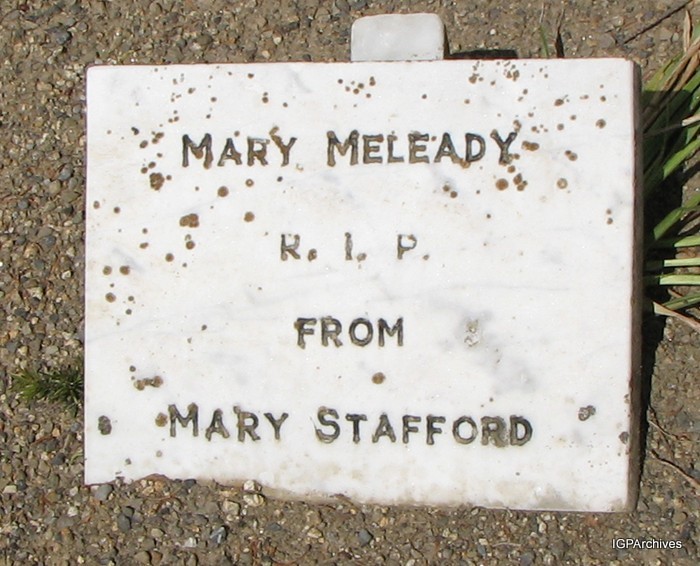 MARY MELEADY
R. I. P.
FROM
MARY STAFFORD
IGPArchives